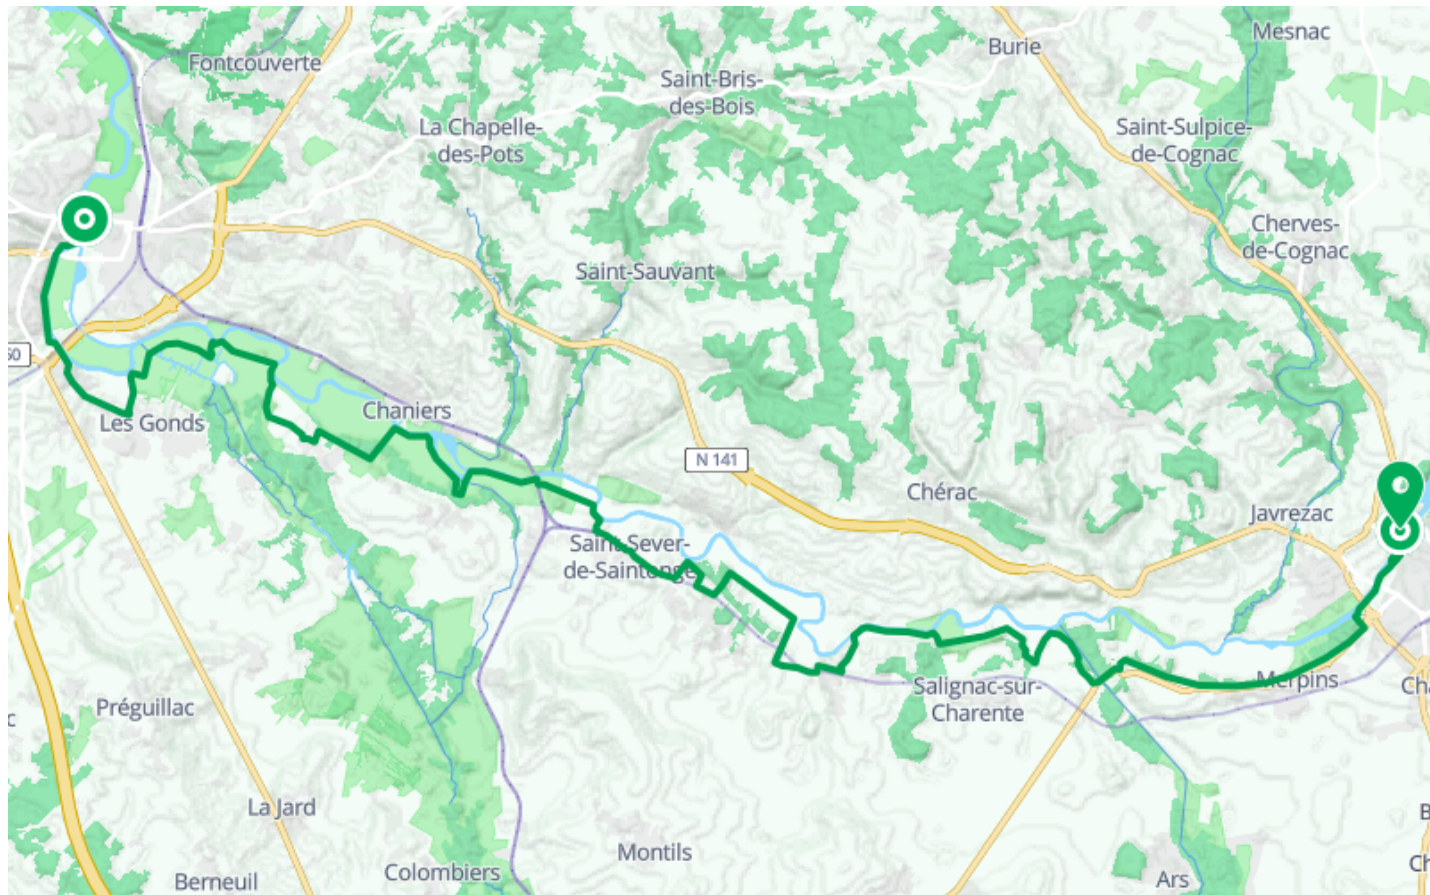 Mesnac
Burie
Fontcouverte
Saint-Bris-
des-Bois
La Chapelle-
des-Pots
Saint-Sulpice-
de-Cognac
Cherves-
de-Cognac
Saint-Sauvant
Chaniers
Les Gonds
N 141
Chérac
Javrezac
Saint-Sever-
de-Saintonge
Merpins
Salignac-sur-
Charente
Préguillac
La Jard
Montils
Colombiers
Berneuil
Ars